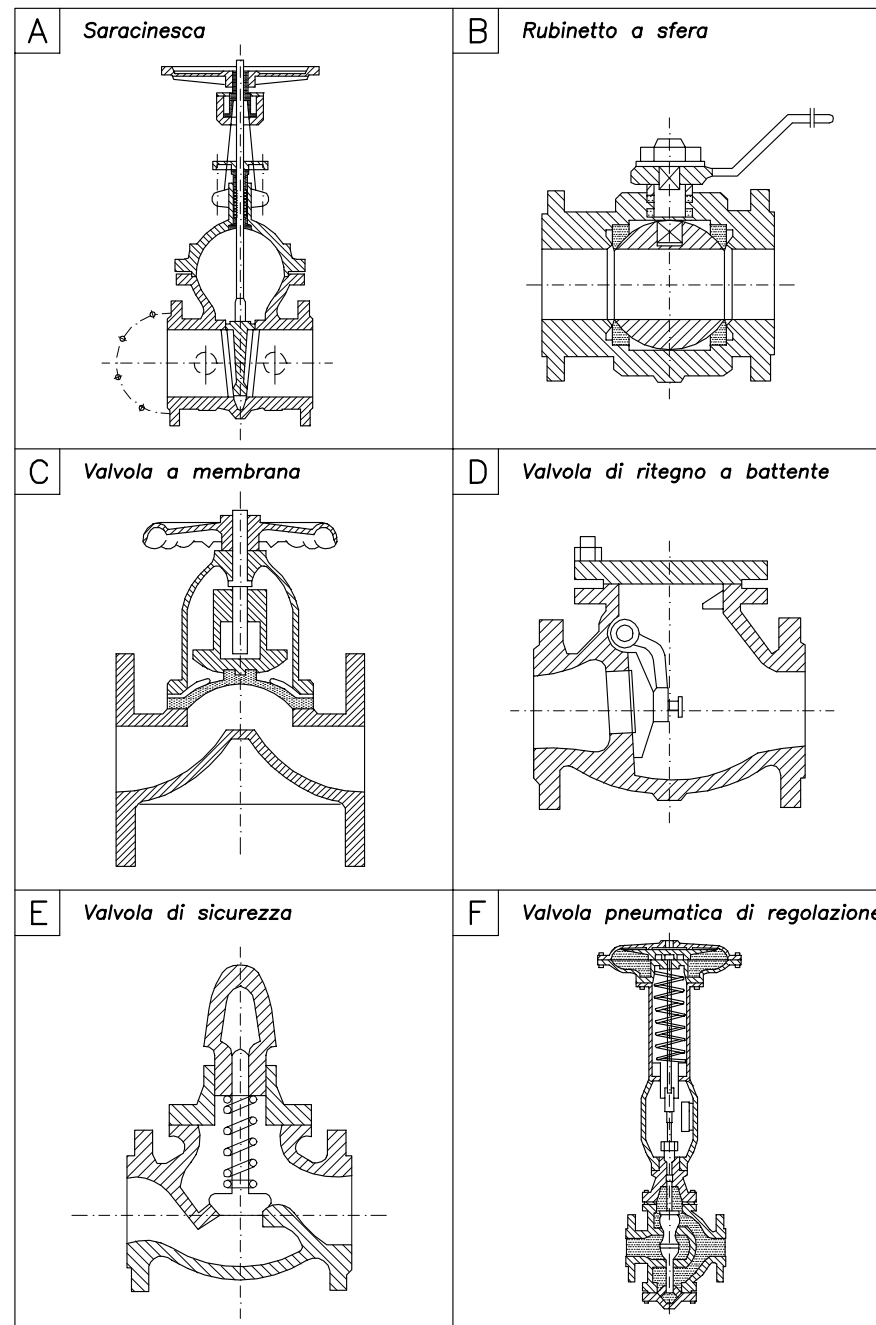 A Saracinesca
B Rubinetto a sfera
C Valvola a membrana
D Valvola di ritegno a battente
E Valvola di sicurezza
F Valvola pneumatica di regolazione